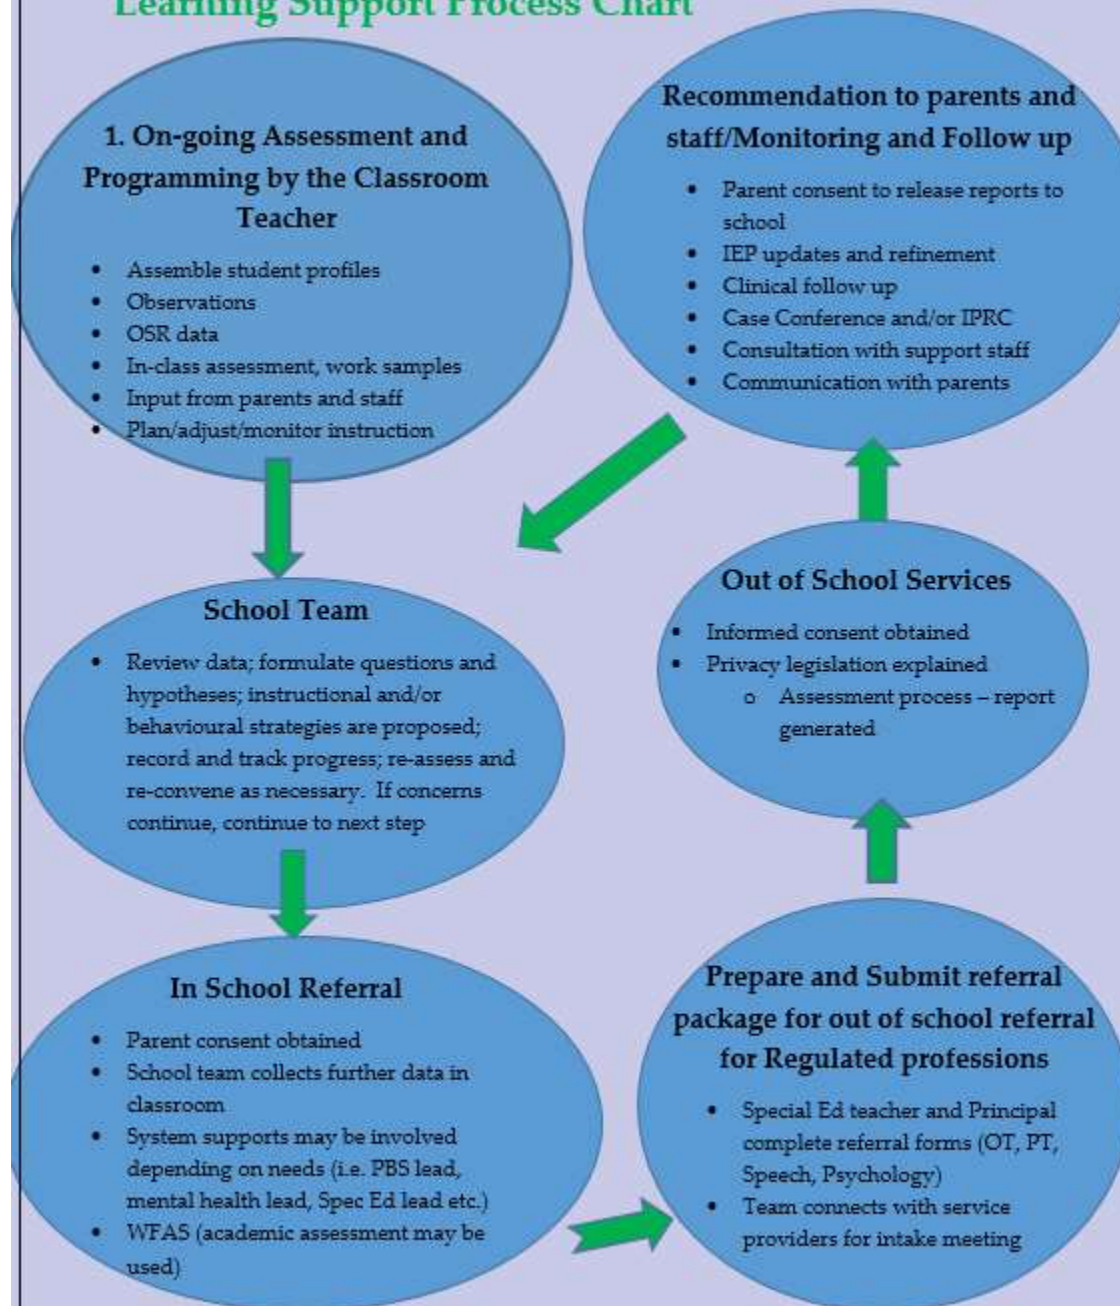 Learning Support Process Chart
1. On-going Assessment and
Programming by the Classroom
Teacher
• Assemble student profiles
• Observations
• OSR data
• In-class assessment, work samples
• Input from parents and staff
• Plan/adjust/monitor instruction
School Team
• Review data; formulate questions and
hypotheses; instructional and/or
behavioural strategies are proposed;
record and track progress; re-assess and
re-convene as necessary.  If concerns
continue, continue to next step
In School Referral
• Parent consent obtained
• School team collects further data in
classroom
• System supports may be involved
depending on needs (i.e. PBS lead,
mental health lead, Spec Ed lead etc.)
• WFAS (academic assessment may be
used)
Prepare and Submit referral
package for out of school referral
for Regulated professions
• Special Ed teacher and Principal
complete referral forms (OT, PT,
Speech, Psychology)
• Team connects with service
providers for intake meeting
Out of School Services
• Informed consent obtained
• Privacy legislation explained
o Assessment process – report
generated
Recommendation to parents and
staff/Monitoring and Follow up
• Parent consent to release reports to
school
• IEP updates and refinement
• Clinical follow up
• Case Conference and/or IPRC
• Consultation with support staff
• Communication with parents